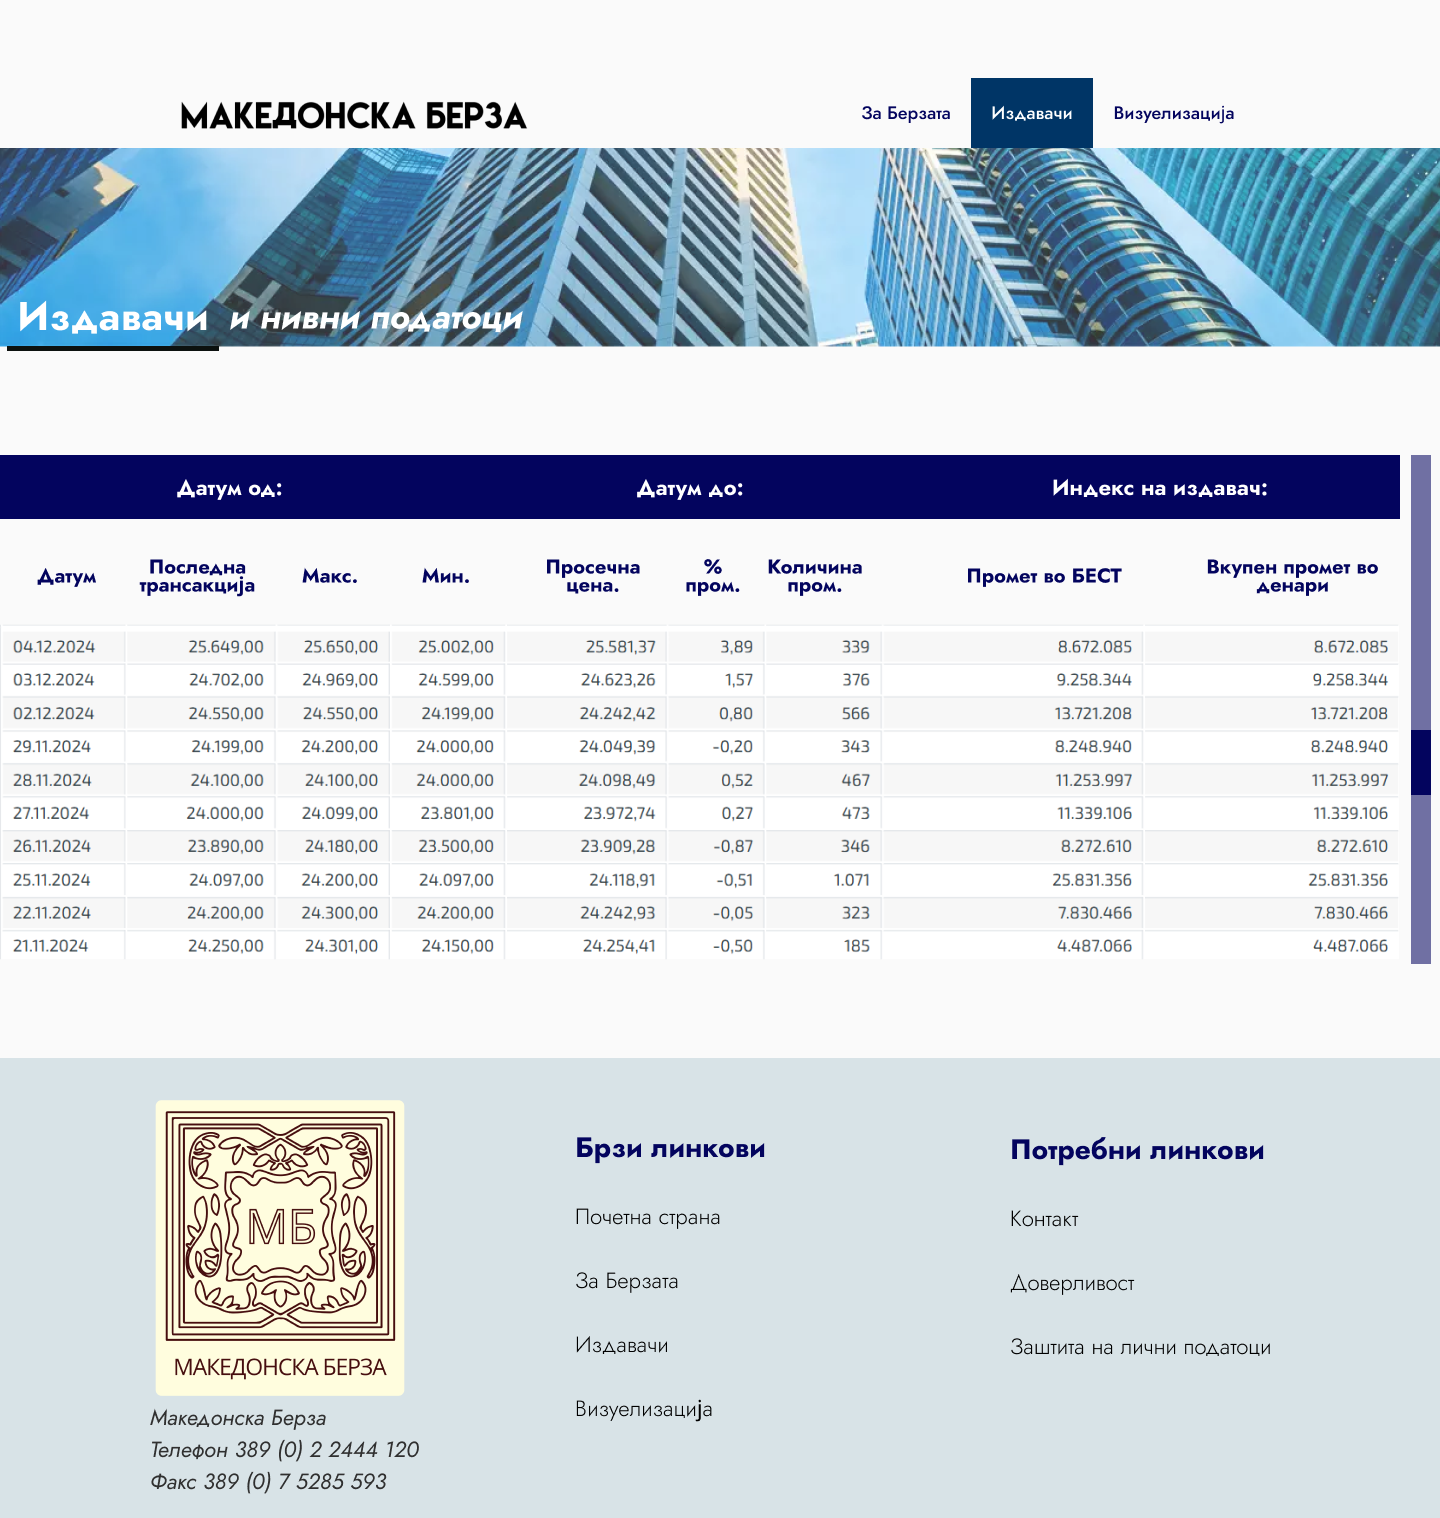 МАКЕДОНСКА БЕРЗА
За Берзата Издавачи Визуелизација
Издавачи и нивни податоци
Датум од: Датум до: Индекс на издавач:
Датум Последна трансакција Макс. Мин. Просечна цена. % пром. Количина пром. Промет во БЕСТ Вкупен промет во денари
04.12.2024 25.649,00 25.650,00 25.002,00 25.581,37 3,89 339 8.672.085 8.672.085
03.12.2024 24.702,00 24.969,00 24.599,00 24.623,26 1,57 376 9.258.344 9.258.344
02.12.2024 24.550,00 24.550,00 24.199,00 24.242,42 0,80 566 13.721.208 13.721.208
29.11.2024 24.199,00 24.200,00 24.000,00 24.049,39 -0,20 343 8.248.940 8.248.940
28.11.2024 24.100,00 24.100,00 24.000,00 24.098,49 0,52 467 11.253.997 11.253.997
27.11.2024 24.000,00 24.099,00 23.801,00 23.972,74 0,27 473 11.339.106 11.339.106
26.11.2024 23.890,00 24.180,00 23.500,00 23.909,28 -0,87 346 8.272.610 8.272.610
25.11.2024 24.097,00 24.200,00 24.097,00 24.118,91 -0,51 1.071 25.831.356 25.831.356
22.11.2024 24.200,00 24.300,00 24.200,00 24.242,93 -0,05 323 7.830.466 7.830.466
21.11.2024 24.250,00 24.301,00 24.150,00 24.254,41 -0,50 185 4.487.066 4.487.066
МБ
МАКЕДОНСКА БЕРЗА
Македонска Берза
Телефон 389 (0) 2 2444 120
Факс 389 (0) 7 5285 593
Брзи линкови
Почетна страна
За Берзата
Издавачи
Визуелизација
Потребни линкови
Контакт
Доверливост
Заштита на лични податоци